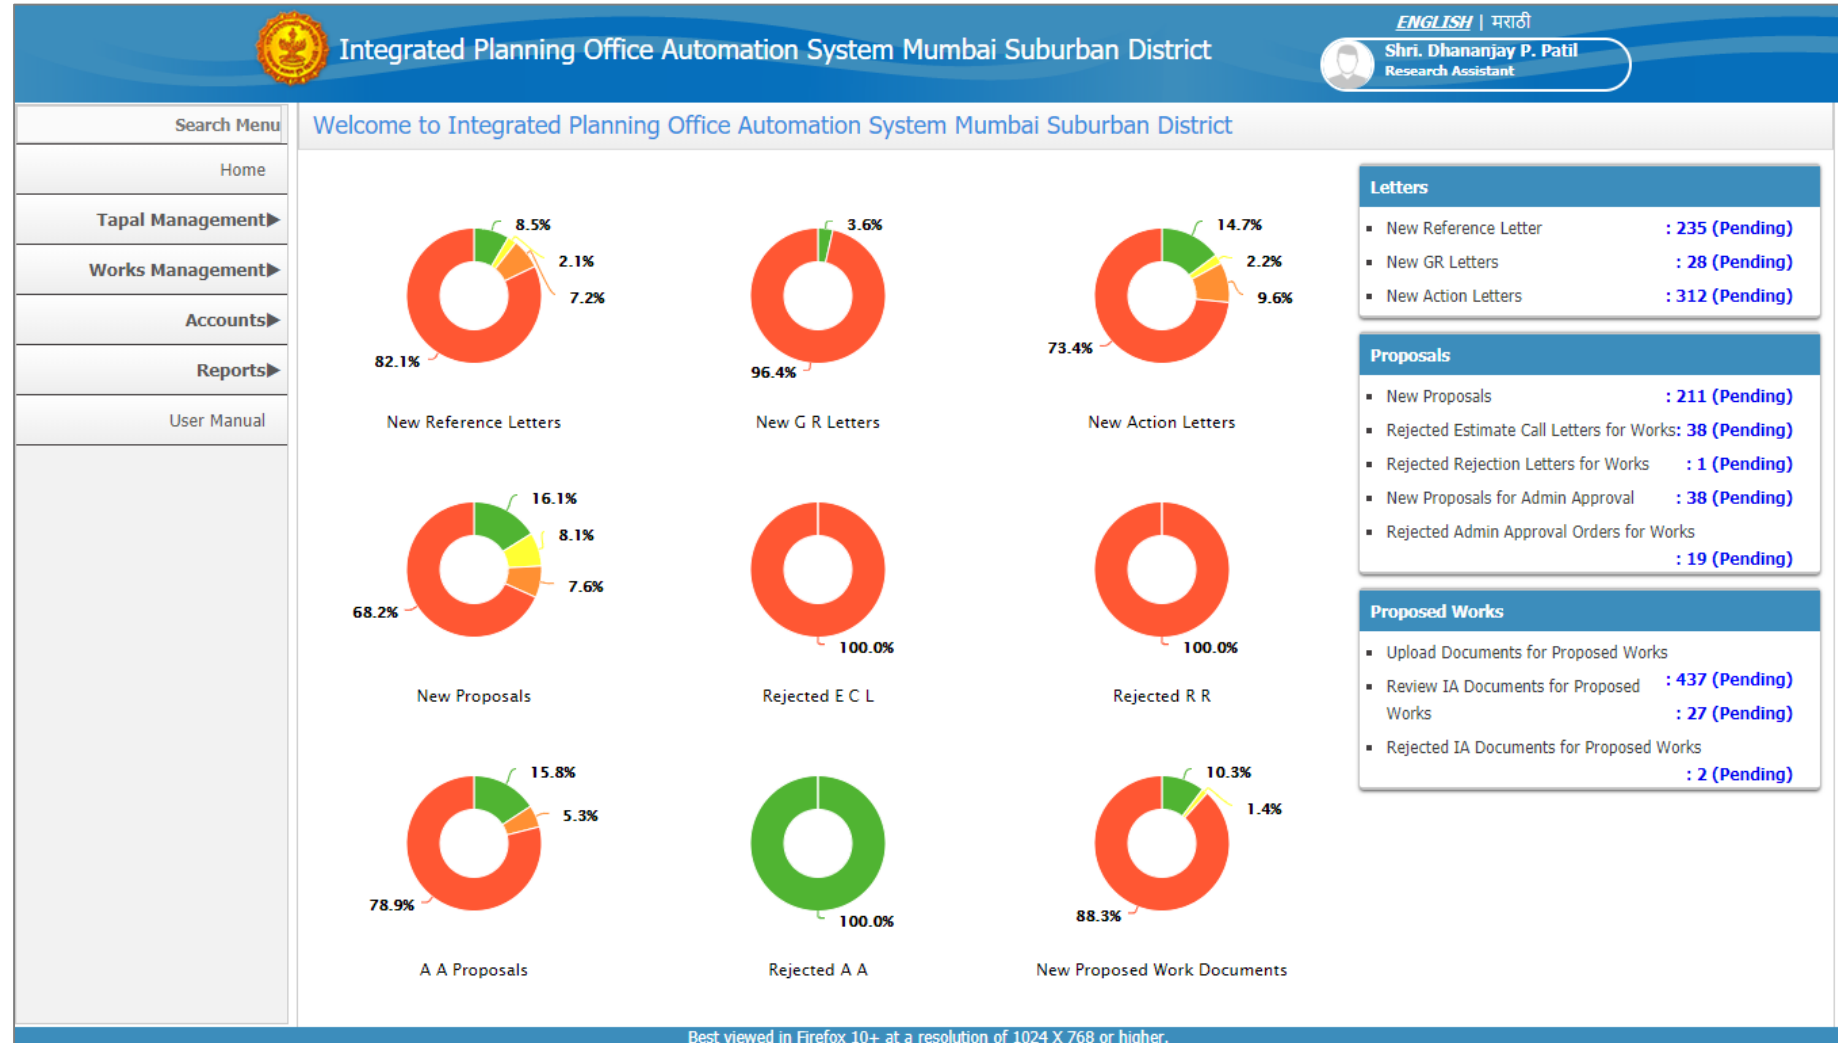 ENGLISH | मराठी
Integrated Planning Office Automation System Mumbai Suburban District
Shri. Dhananjay P. Patil
Research Assistant
Search Menu
Home
Tapal Management▶
Works Management▶
Accounts▶
Reports▶
User Manual
Welcome to Integrated Planning Office Automation System Mumbai Suburban District
8.5%
2.1%
7.2%
82.1%
New Reference Letters
3.6%
96.4%
New G R Letters
14.7%
2.2%
9.6%
73.4%
New Action Letters
16.1%
8.1%
7.6%
68.2%
New Proposals
100.0%
Rejected E C L
100.0%
Rejected R R
15.8%
5.3%
78.9%
A A Proposals
100.0%
Rejected A A
10.3%
1.4%
88.3%
New Proposed Work Documents
Letters
New Reference Letter : 235 (Pending)
New GR Letters : 28 (Pending)
New Action Letters : 312 (Pending)
Proposals
New Proposals : 211 (Pending)
Rejected Estimate Call Letters for Works: 38 (Pending)
Rejected Rejection Letters for Works : 1 (Pending)
New Proposals for Admin Approval : 38 (Pending)
Rejected Admin Approval Orders for Works
: 19 (Pending)
Proposed Works
Upload Documents for Proposed Works
: 437 (Pending)
Review IA Documents for Proposed
Works : 27 (Pending)
Rejected IA Documents for Proposed Works
: 2 (Pending)
Best viewed in Firefox 10+ at a resolution of 1024 X 768 or higher.